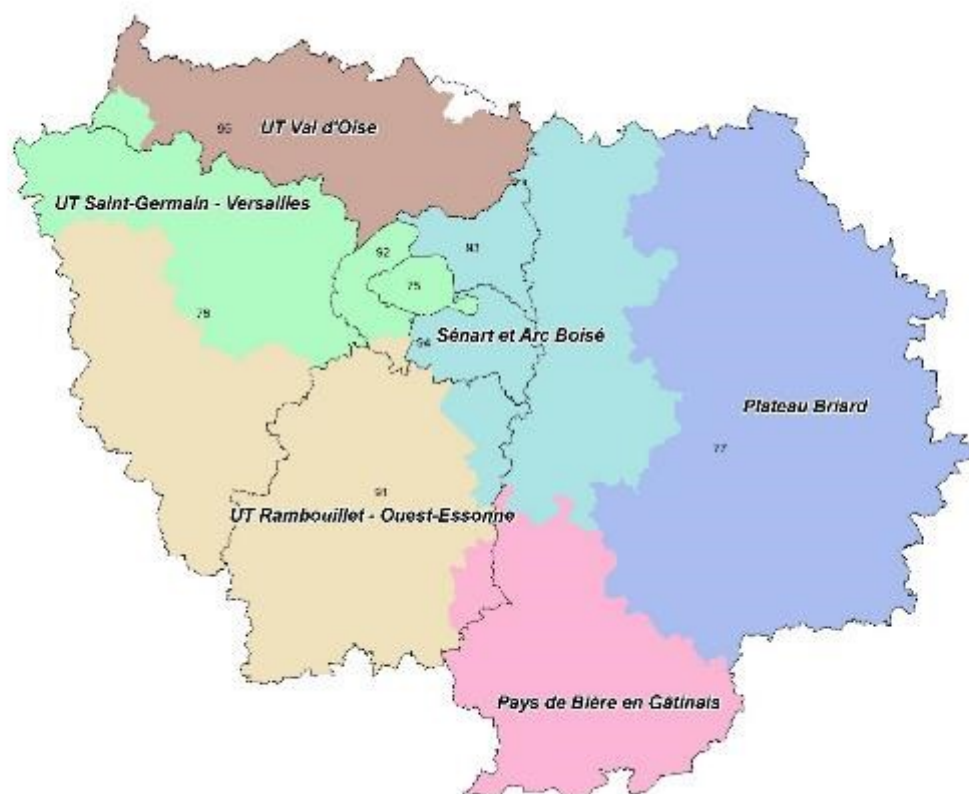 95
UT Val d'Oise
UT Saint-Germain - Versailles
92
93
75
78
94
Sénart et Arc Boisé
Plateau Briard
77
91
UT Rambouillet - Ouest-Essonne
Pays de Bière en Gâtinais